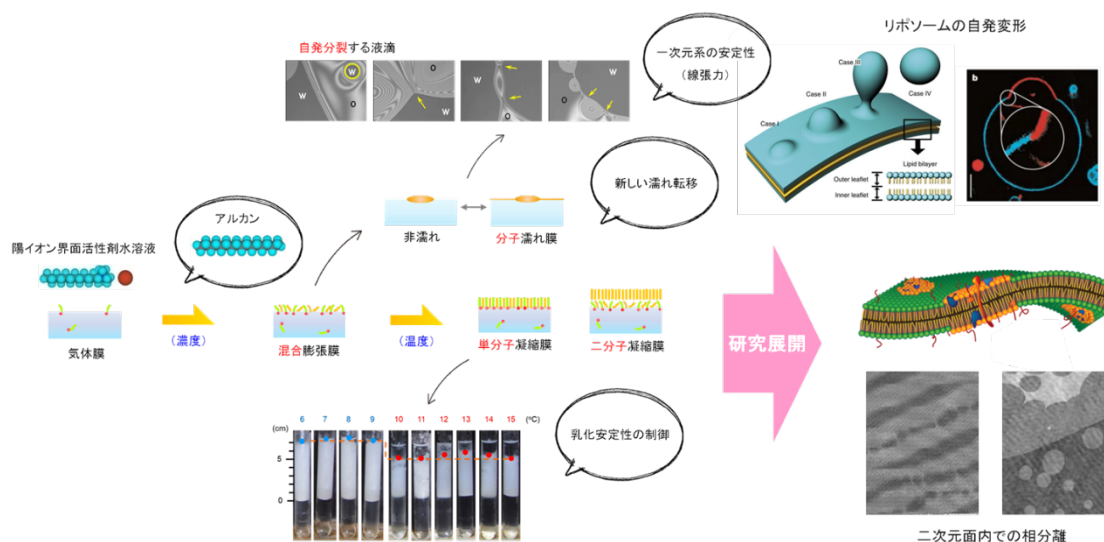 自発分裂する液滴
W
W
O
O
W
W
W
W
O
O
W
W
一次元系の安定性
（線張力）
リポソームの自発変形
Case I
Case II
Case III
Case IV
Lipid bilayer
Outer leaflet
Inner leaflet
b
新しい濡れ転移
非濡れ
分子濡れ膜
アルカン
陽イオン界面活性剤水溶液
気体膜
（濃度）
混合膨張膜
（温度）
単分子凝縮膜
二分子凝縮膜
研究展開
6 7 8 9 10 11 12 13 14 15 (℃)
(cm)
5
0
乳化安定性の制御
二次元面内での相分離